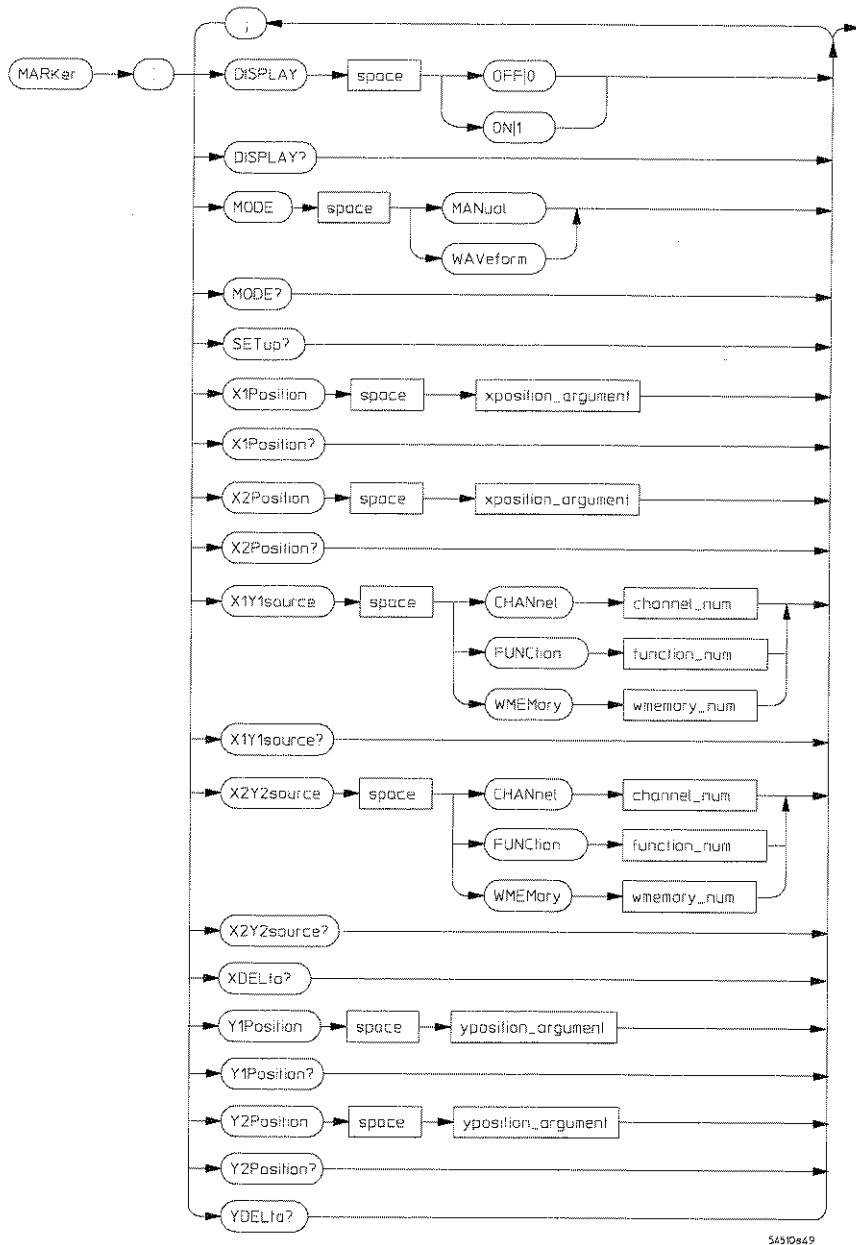 ;
MARKer : DISPLAY space OFF|0
ON|1
DISPLAY?
MODE space MANual
WAVeform
MODE?
SETup?
X1Position space xposition_argument
X1Position?
X2Position space xposition_argument
X2Position?
X1Y1source space CHANnel channel_num
FUNCtion function_num
WMEMory wmemory_num
X1Y1source?
X2Y2source space CHANnel channel_num
FUNCtion function_num
WMEMory wmemory_num
X2Y2source?
XDELta?
Y1Position space yposition_argument
Y1Position?
Y2Position space yposition_argument
Y2Position?
YDELta?
54510e49